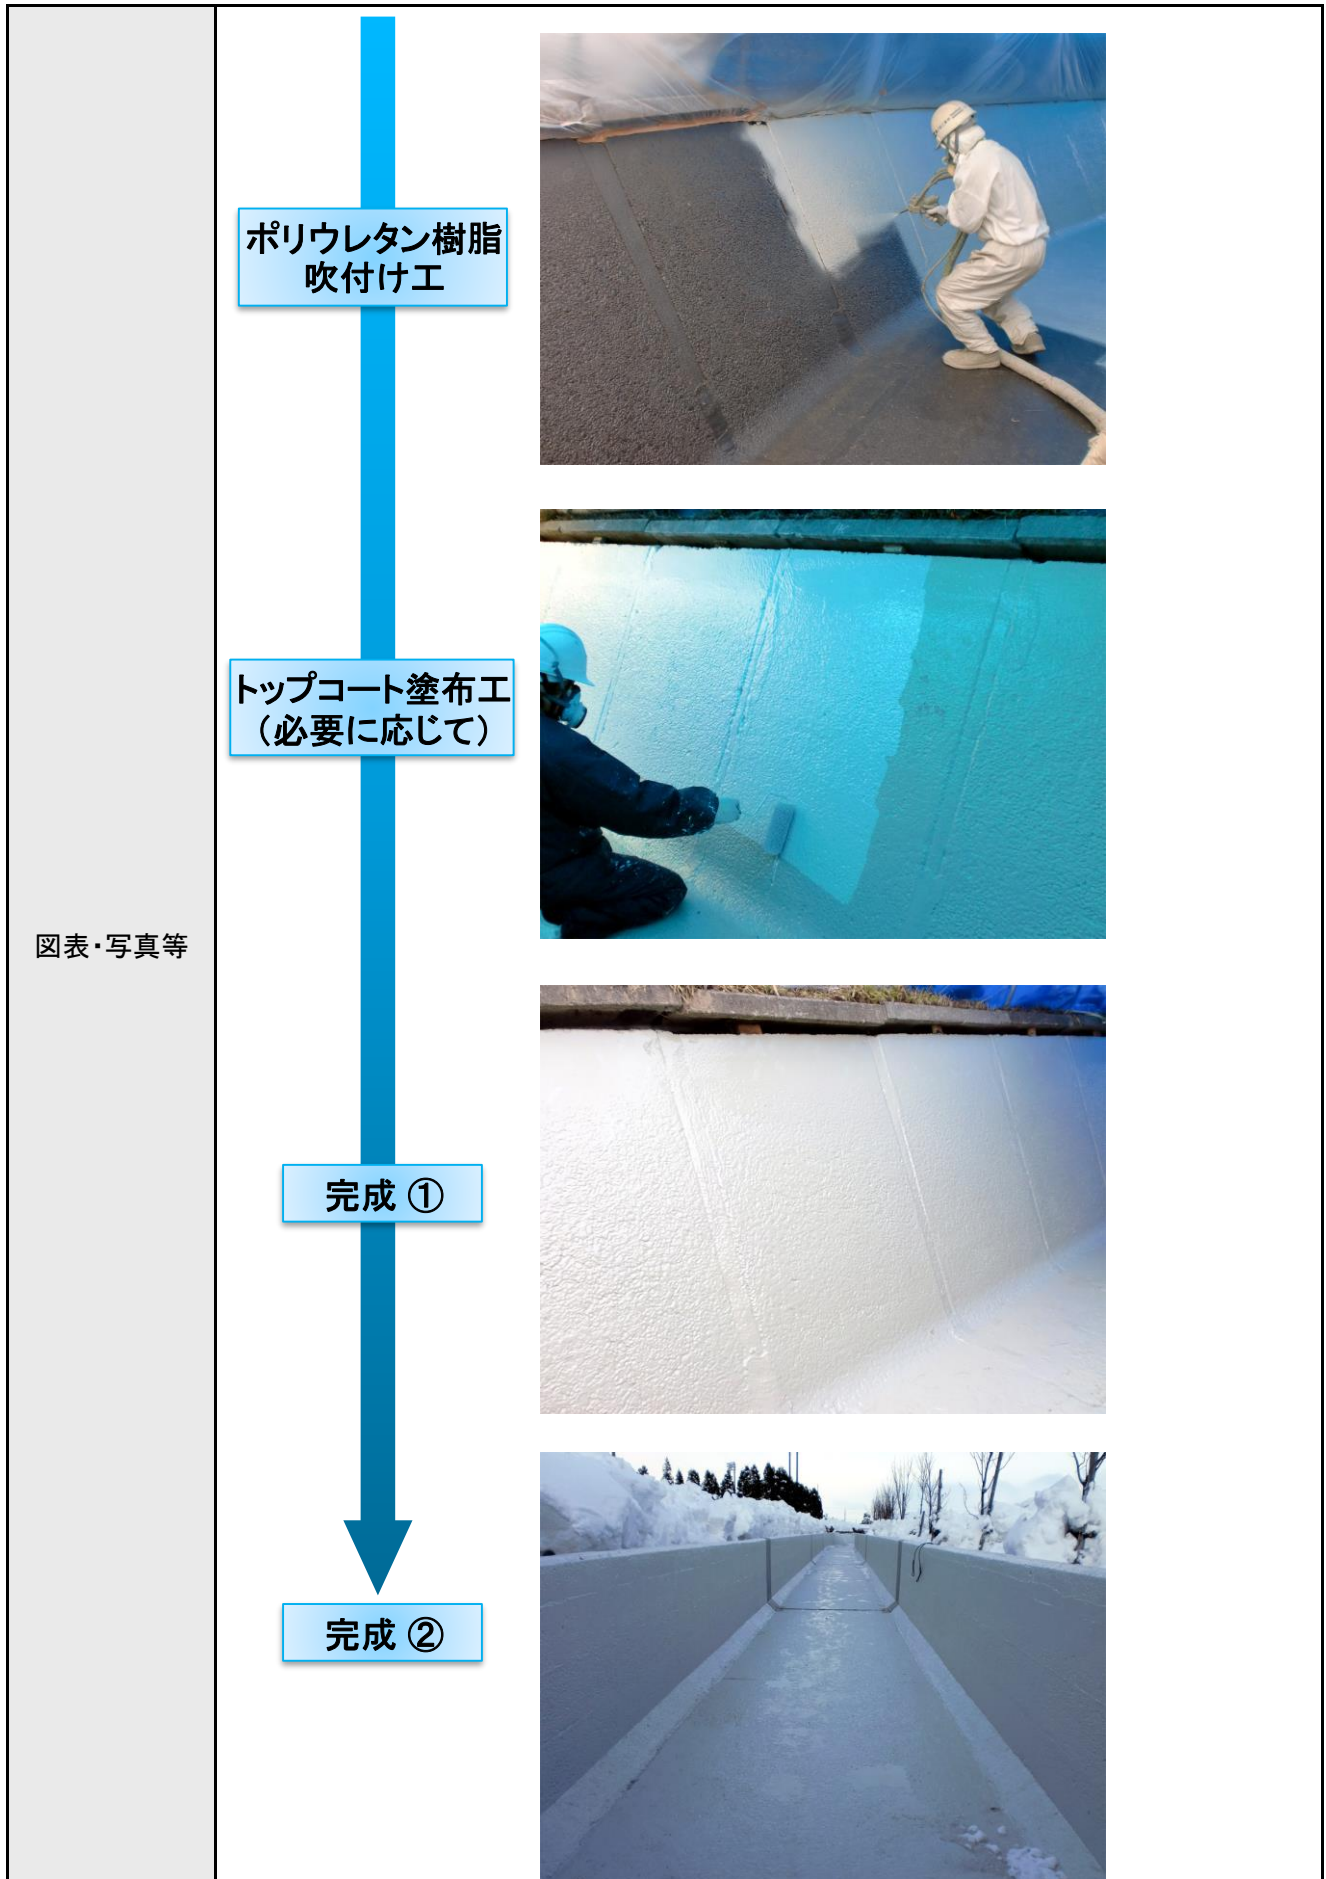 図表・写真等
ポリウレタン樹脂
吹付け工
トップコート塗布工
（必要に応じて）
完成 ①
完成 ②